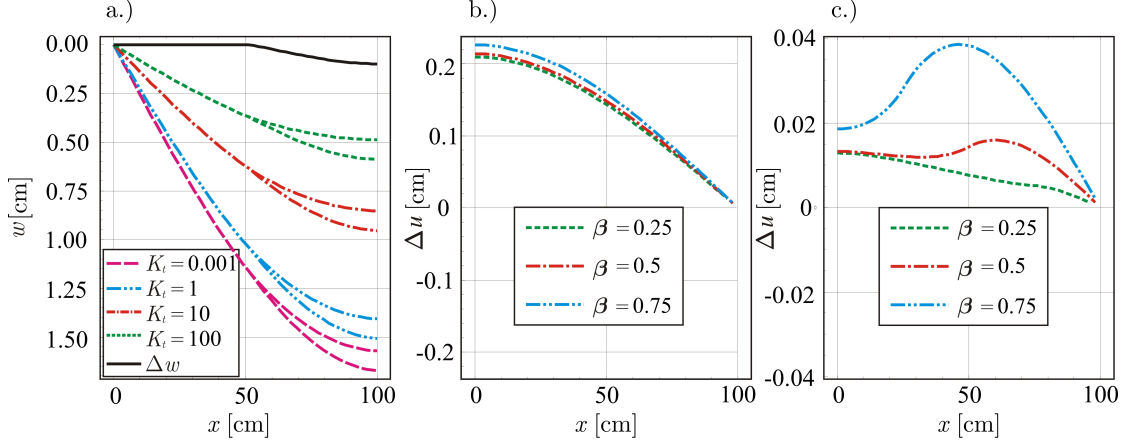 a.)
0.00
0.25
0.50
0.75
1.00
1.25
1.50
w [cm]
K_t = 0.001
K_t = 1
K_t = 10
K_t = 100
Δw
0
50
100
x [cm]
b.)
0.2
0.1
0
-0.1
-0.2
Δu [cm]
β = 0.25
β = 0.5
β = 0.75
0
50
100
x [cm]
c.)
0.04
0.02
0
-0.02
-0.04
Δu [cm]
β = 0.25
β = 0.5
β = 0.75
0
50
100
x [cm]